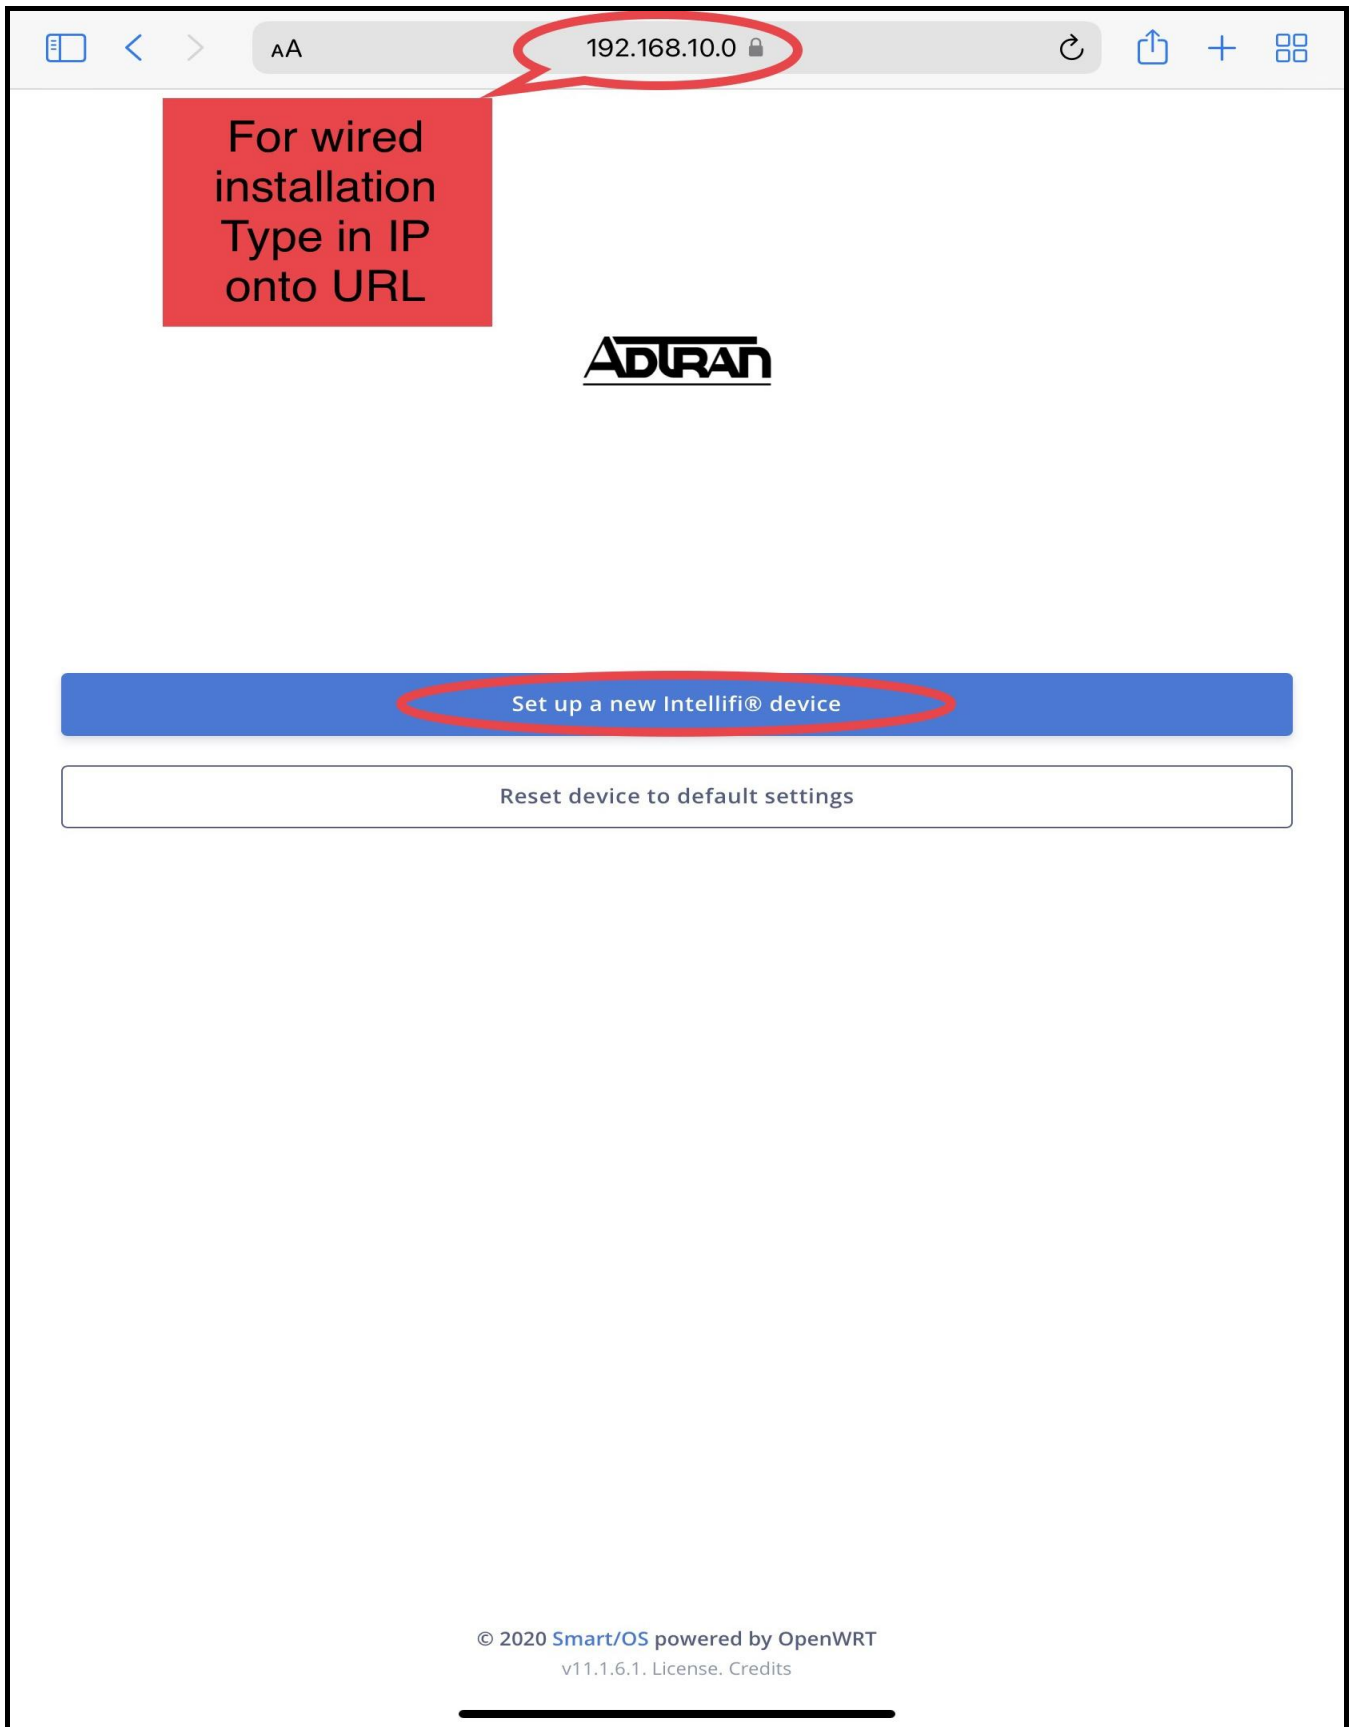 AA
192.168.10.0
For wired
installation
Type in IP
onto URL
ADTRAN
Set up a new Intellifi® device
Reset device to default settings
© 2020 Smart/OS powered by OpenWRT
v11.1.6.1. License. Credits